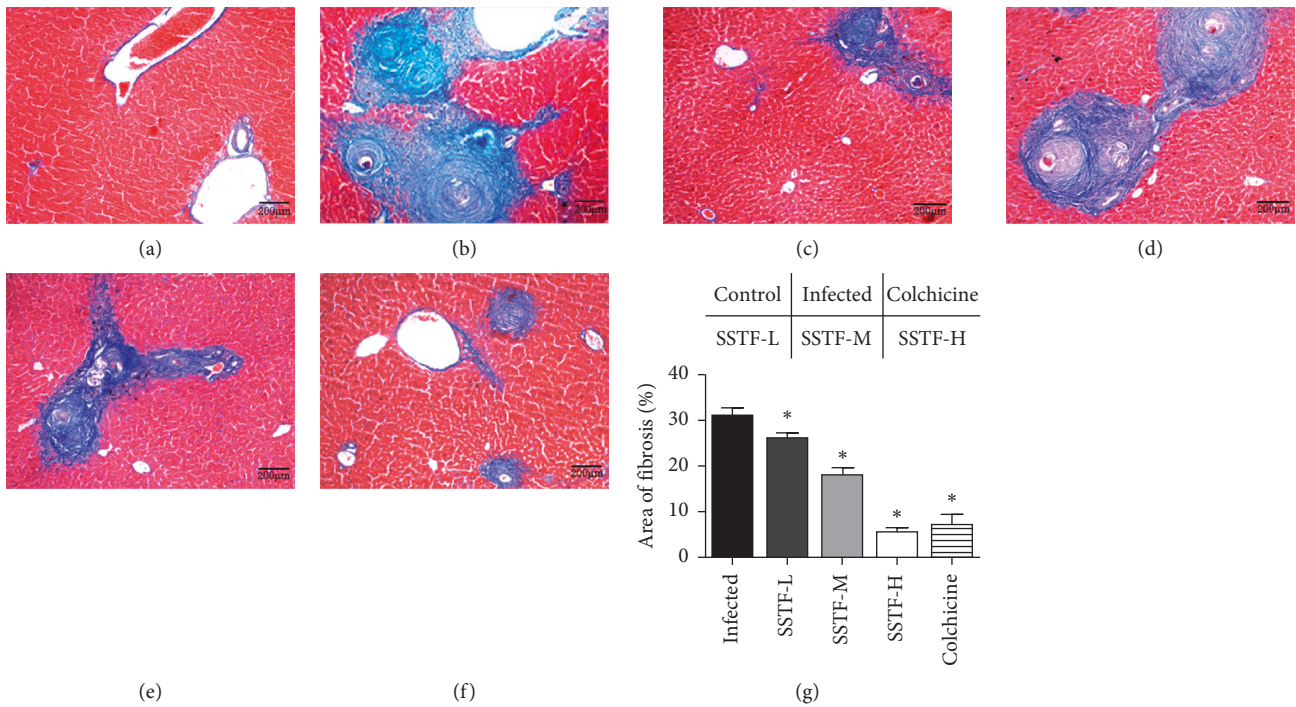 200μm
200μm
200μm
200μm
(a)
(b)
(c)
(d)
200μm
200μm
Control Infected Colchicine
SSTF-L SSTF-M SSTF-H
Area of fibrosis (%)
40
30
20
10
0
*
*
*
*
Infected
SSTF-L
SSTF-M
SSTF-H
Colchicine
(e)
(f)
(g)